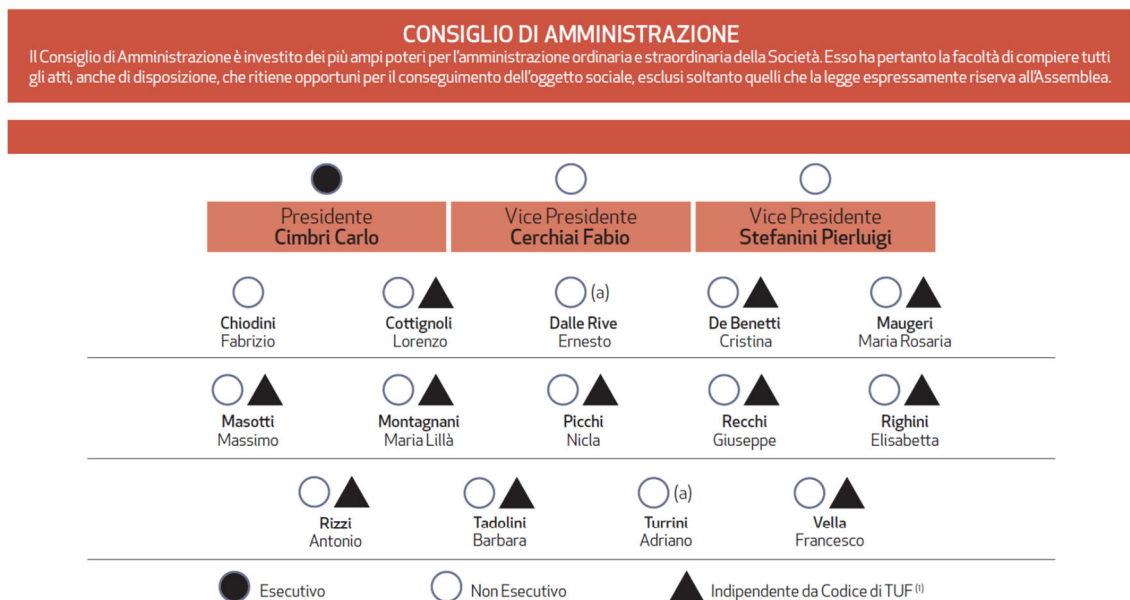 CONSIGLIO DI AMMINISTRAZIONE
Il Consiglio di Amministrazione è investito dei più ampi poteri per l'amministrazione ordinaria e straordinaria della Società. Esso ha pertanto la facoltà di compiere tutti
gli atti, anche di disposizione, che ritiene opportuni per il conseguimento dell'oggetto sociale, esclusi soltanto quelli che la legge espressamente riserva all'Assemblea.
Presidente Vice Presidente Vice Presidente
Cimbri Carlo Cerchiai Fabio Stefanini Pierluigi
(a)
Chiodini Cottignoli Dalle Rive De Benetti Maugeri
Fabrizio Lorenzo Ernesto Cristina Maria Rosaria
Masotti Montagnani Picchi Recchi Righini
Massimo Maria Lillà Nicla Giuseppe Elisabetta
(a)
Rizzi Tadolini Turrini Vella
Antonio Barbara Adriano Francesco
Esecutivo Non Esecutivo Indipendente da Codice di TUF (1)